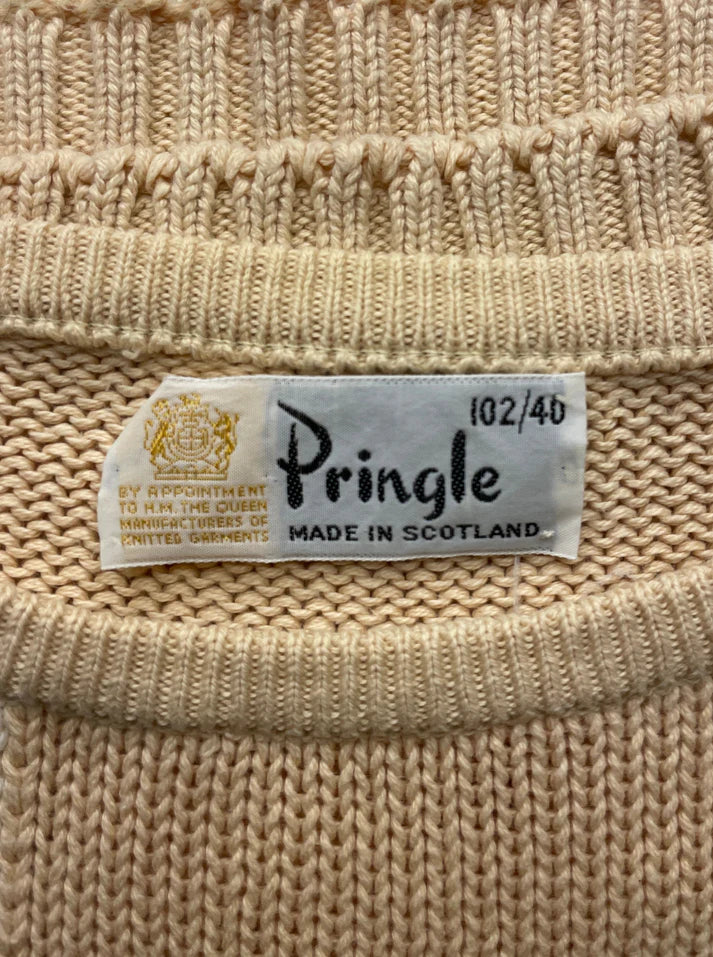 102/40
Pringle
MADE IN SCOTLAND
BY APPOINTMENT
TO H.M. THE QUEEN
MANUFACTURERS OF
KNITTED GARMENTS